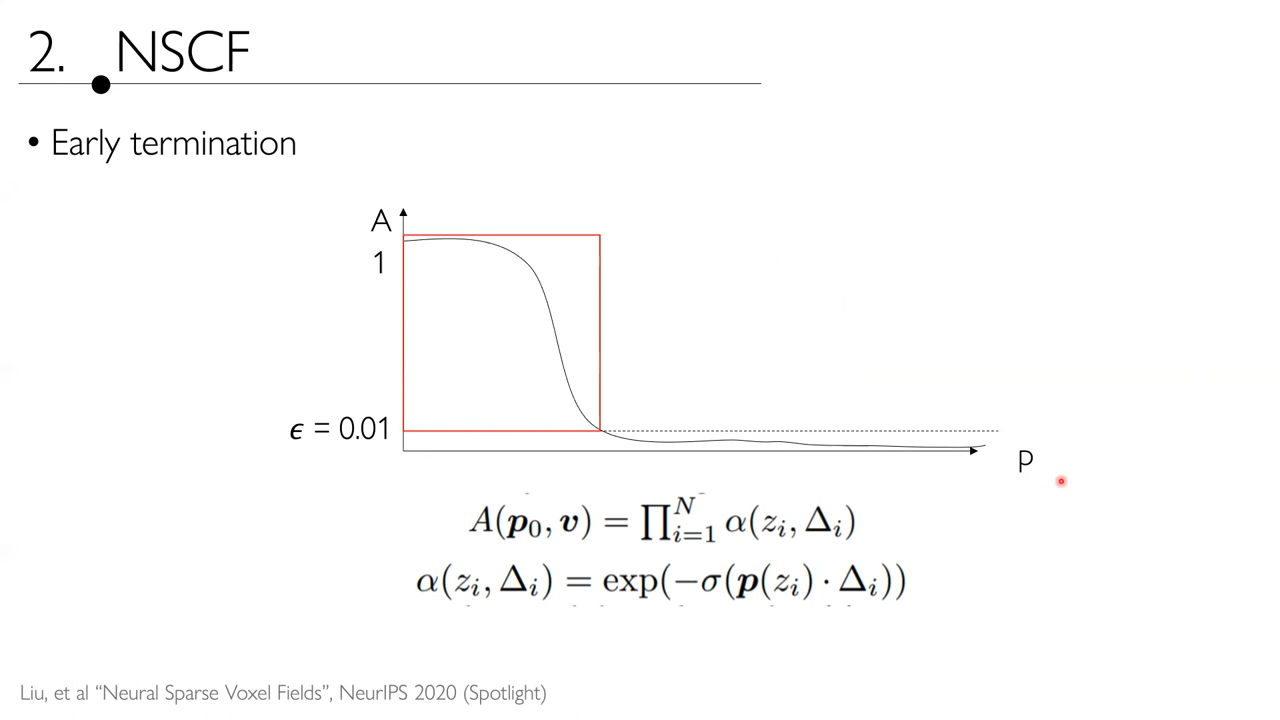 2. NSCF
• Early termination
A
1
ϵ = 0.01
p
A(p₀, v) = ∏ᵢ₌₁ᴺ α(zᵢ, Δᵢ)
α(zᵢ, Δᵢ) = exp(−σ(p(zᵢ) · Δᵢ))
Liu, et al “Neural Sparse Voxel Fields”, NeurIPS 2020 (Spotlight)